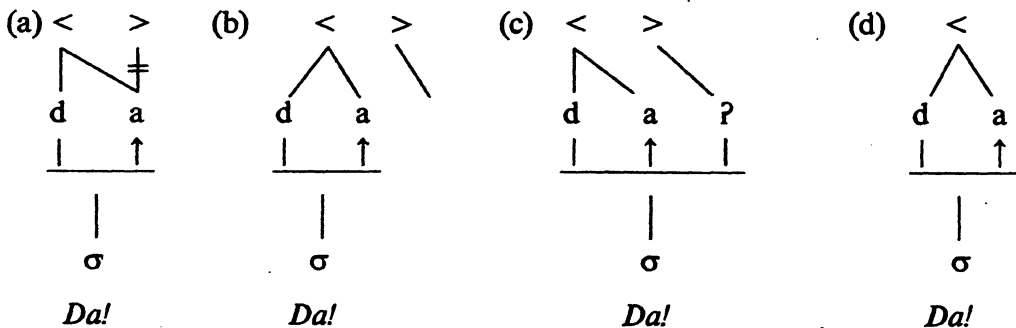 (a) < > (b) < > (c) < > (d) <
d a d a d a ʔ d a
↑ ↑ ↑ ↑
σ σ σ σ
Da! Da! Da! Da!